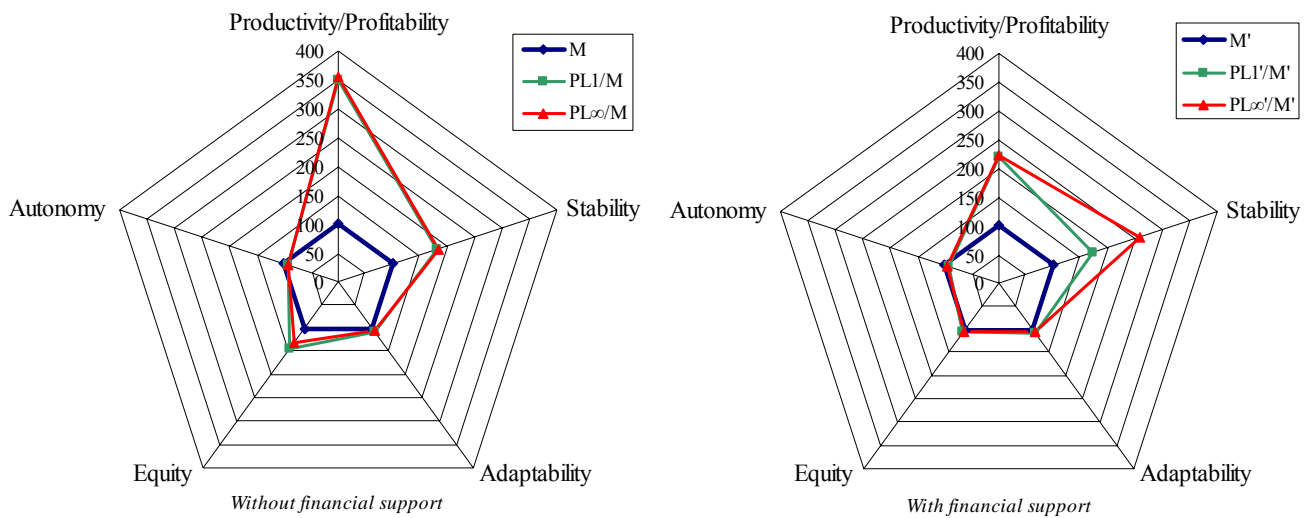 Productivity/Profitability
400
350
300
250
200
150
100
50
0
Stability
Adaptability
Equity
Autonomy
M
PL1/M
PL∞/M
Without financial support
Productivity/Profitability
400
350
300
250
200
150
100
50
0
Stability
Adaptability
Equity
Autonomy
M'
PL1'/M'
PL∞'/M'
With financial support